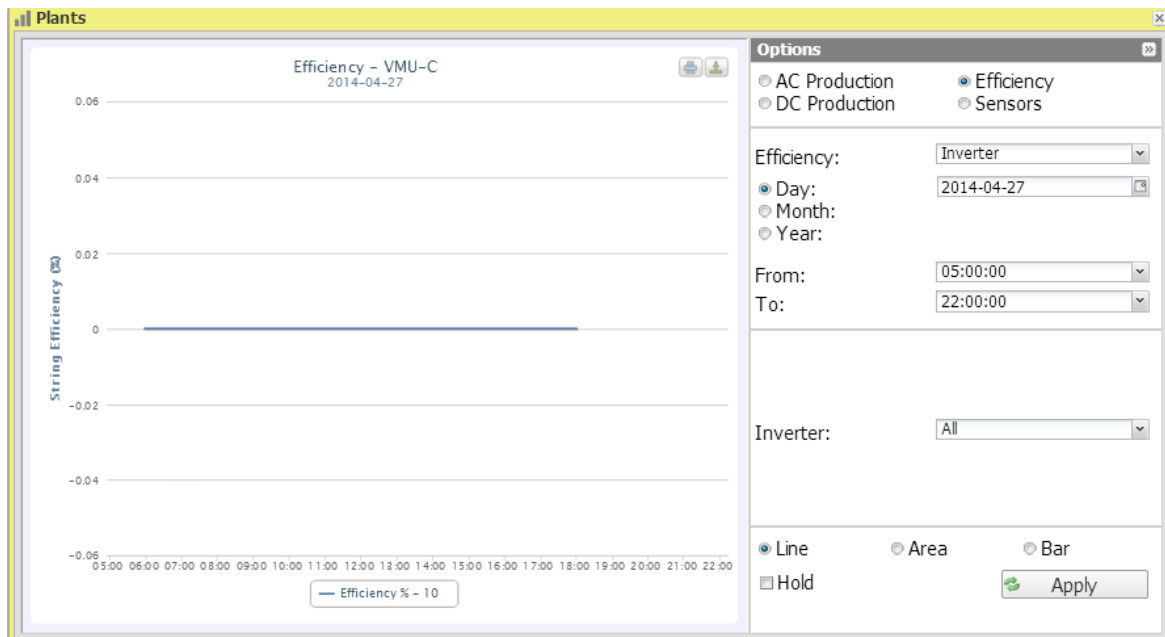 Plants
Efficiency - VMU-C
2014-04-27
0.06
0.04
0.02
0
-0.02
-0.04
-0.06
String Efficiency (%)
05:00 06:00 07:00 08:00 09:00 10:00 11:00 12:00 13:00 14:00 15:00 16:00 17:00 18:00 19:00 20:00 21:00 22:00
Efficiency % - 10
Options
AC Production Efficiency
DC Production Sensors
Efficiency: Inverter
Day: 2014-04-27
Month:
Year:
From: 05:00:00
To: 22:00:00
Inverter: All
Line Area Bar
Hold Apply